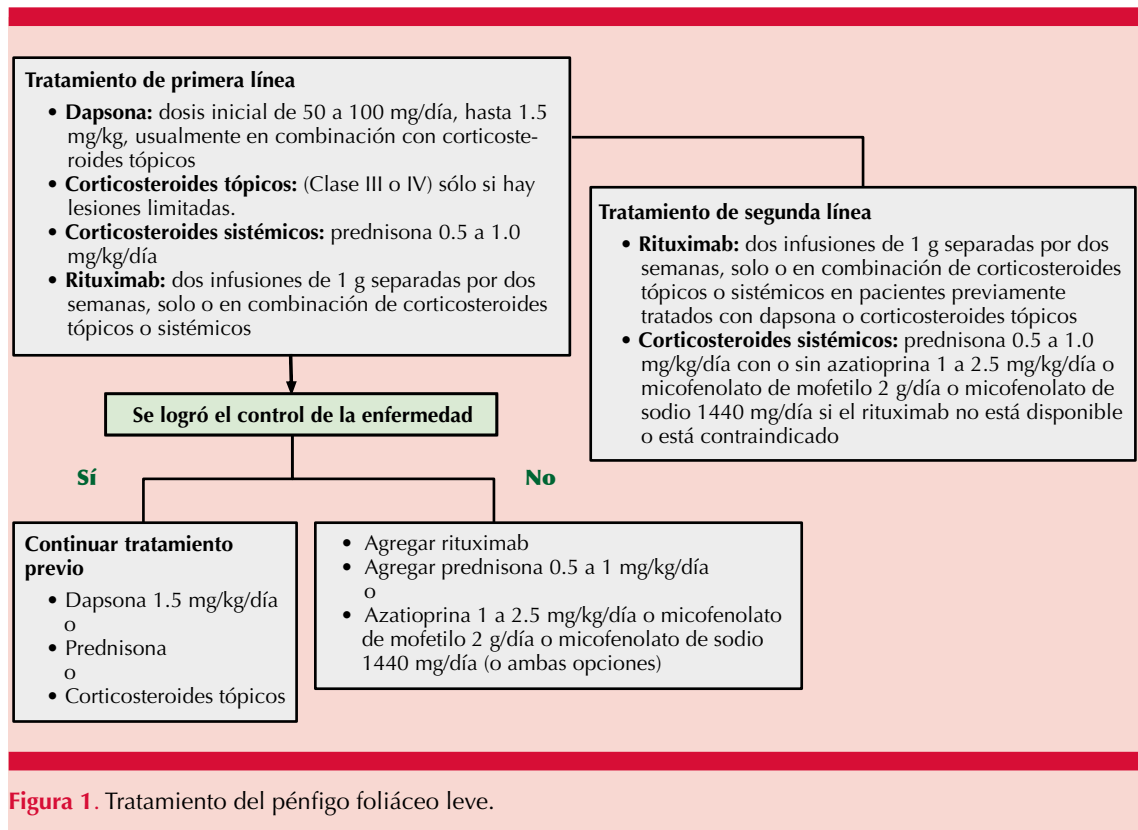 Tratamiento de primera línea
• Dapsona: dosis inicial de 50 a 100 mg/día, hasta 1.5
mg/kg, usualmente en combinación con corticoste-
roides tópicos
• Corticosteroides tópicos: (Clase III o IV) sólo si hay
lesiones limitadas.
• Corticosteroides sistémicos: prednisona 0.5 a 1.0
mg/kg/día
• Rituximab: dos infusiones de 1 g separadas por dos
semanas, solo o en combinación de corticosteroides
tópicos o sistémicos
Tratamiento de segunda línea
• Rituximab: dos infusiones de 1 g separadas por dos
semanas, solo o en combinación de corticosteroides
tópicos o sistémicos en pacientes previamente
tratados con dapsona o corticosteroides tópicos
• Corticosteroides sistémicos: prednisona 0.5 a 1.0
mg/kg/día con o sin azatioprina 1 a 2.5 mg/kg/día o
micofenolato de mofetilo 2 g/día o micofenolato de
sodio 1440 mg/día si el rituximab no está disponible
o está contraindicado
Se logró el control de la enfermedad
Sí
No
Continuar tratamiento
previo
• Dapsona 1.5 mg/kg/día
o
• Prednisona
o
• Corticosteroides tópicos
• Agregar rituximab
• Agregar prednisona 0.5 a 1 mg/kg/día
o
• Azatioprina 1 a 2.5 mg/kg/día o micofenolato
de mofetilo 2 g/día o micofenolato de sodio
1440 mg/día (o ambas opciones)
Figura 1. Tratamiento del pénfigo foliáceo leve.